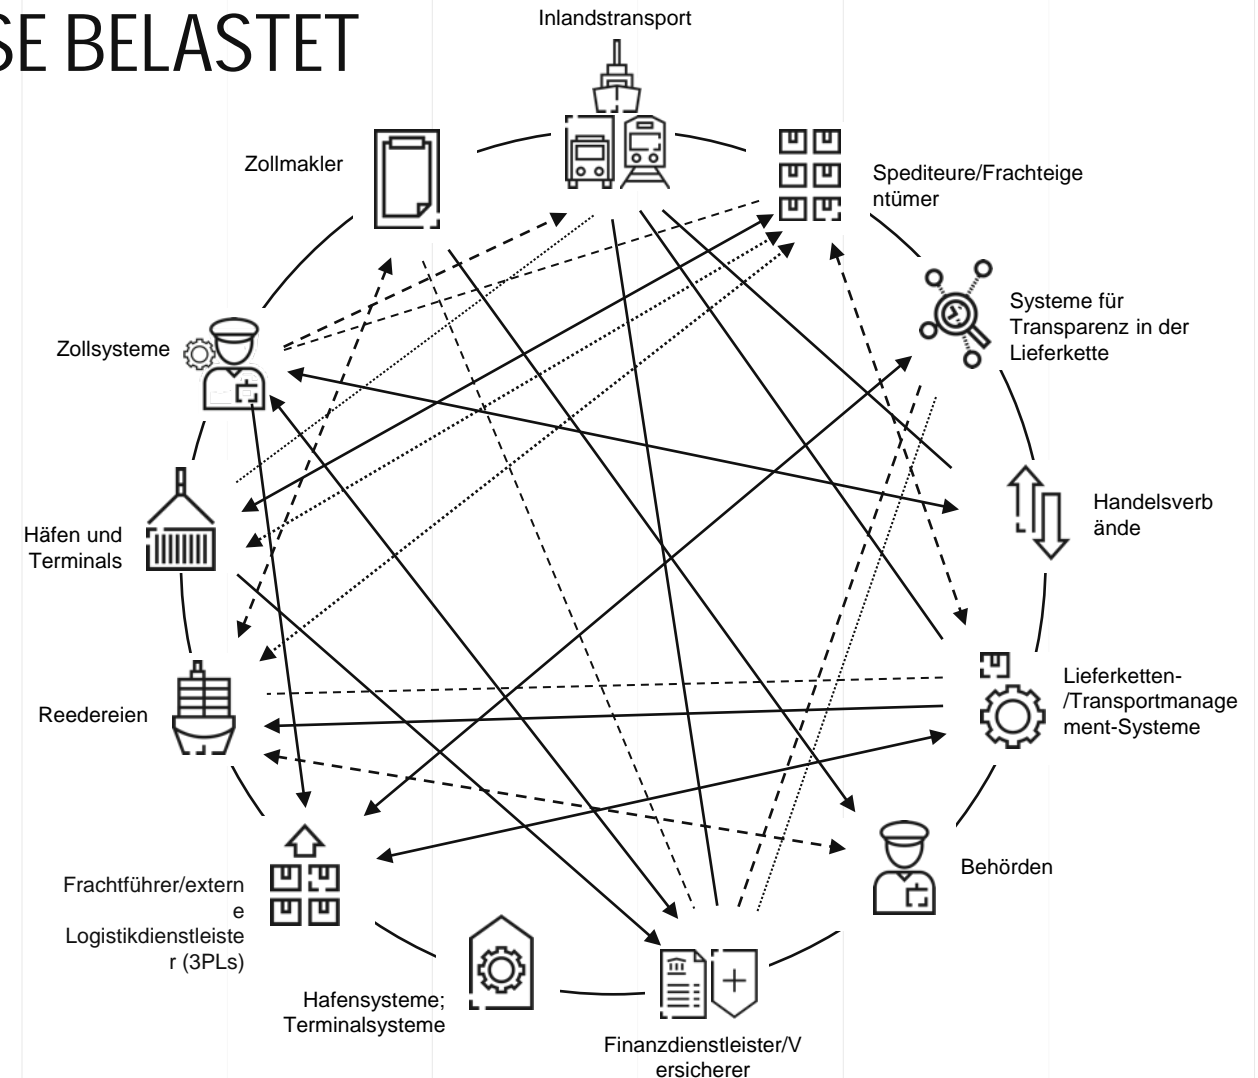 SE BELASTET
Inlandstransport
Zollmakler
Spediteure/Frachteige
ntümer
Systeme für
Transparenz in der
Lieferkette
Zollsysteme
Handelsverb
ände
Häfen und
Terminals
Lieferketten-
/Transportmanage
ment-Systeme
Reedereien
Behörden
Frachtführer/extern
e
Logistikdienstleiste
r (3PLs)
Hafensysteme;
Terminalsysteme
Finanzdienstleister/V
ersicherer